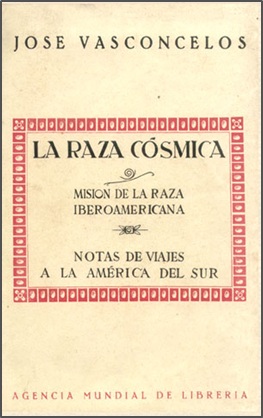 JOSE VASCONCELOS
LA RAZA CÓSMICA
MISION DE LA RAZA
IBEROAMERICANA
NOTAS DE VIAJES
A LA AMÉRICA DEL SUR
AGENCIA MUNDIAL DE LIBRERIA